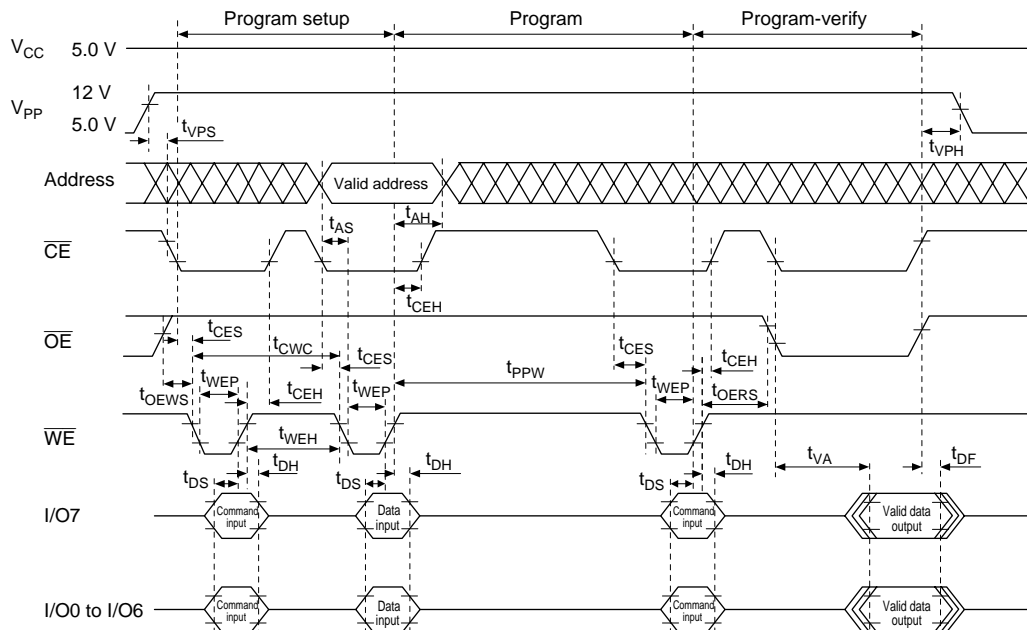 Program setup Program Program-verify
VCC 5.0 V
12 V
VPP
5.0 V
tVPS
tVPH
Address Valid address
tAH
tAS
CE
tCEH
OE
tCES tCWC tCES tCES tCEH
tWEP tWEP tPPW tWEP
tOEWS tCEH tOERS
WE
tWEH
tDH tDH tDH tVA tDF
tDS tDS tDS
I/O7 Command input Data input Command input Valid data output
I/O0 to I/O6 Command input Data input Command input Valid data output